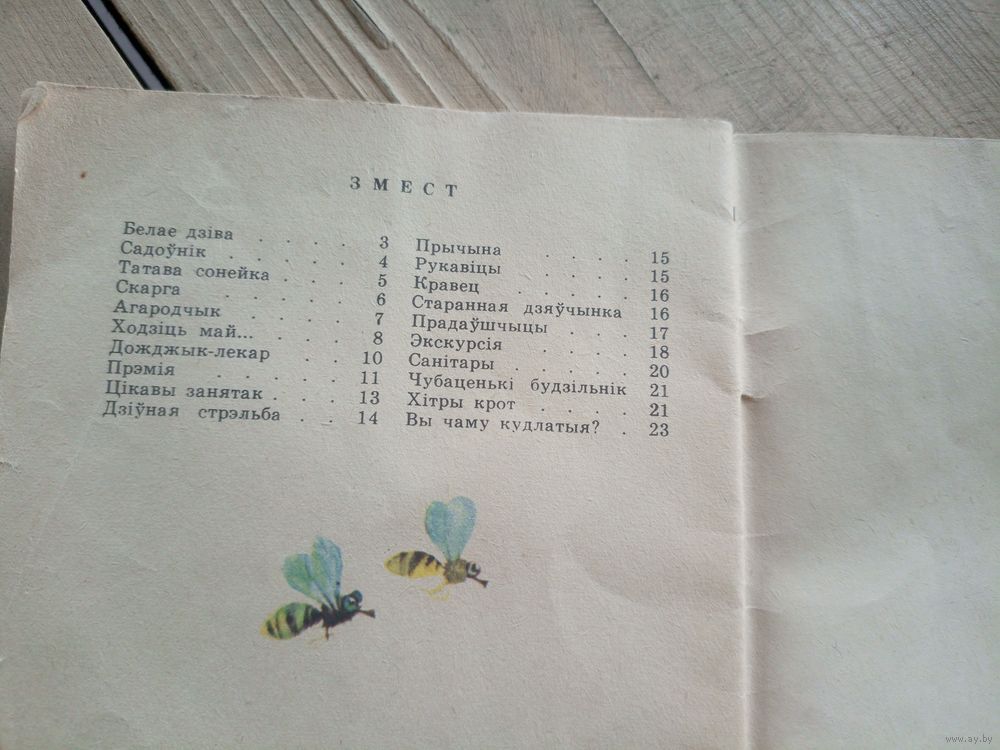 ЗМЕСТ
Белае дзіва . . . . 3
Садоўнік . . . . . 4
Татава сонейка . . . 5
Скарга . . . . . 6
Агародчык . . . . 7
Ходзіць май... . . . 8
Дожджык-лекар . . . 10
Прэмія . . . . . 11
Цікавы занятак . . . 13
Дзіўная стрэльба . . 14
Прычына . . . . 15
Рукавіцы . . . . 15
Кравец . . . . . 16
Старанная дзяўчынка 16
Прадаўшчыцы . . . 17
Экскурсія . . . . 18
Санітары . . . . 20
Чубаценькі будзільнік 21
Хітры крот . . . . 21
Вы чаму кудлатыя? . 23
www.ay.by